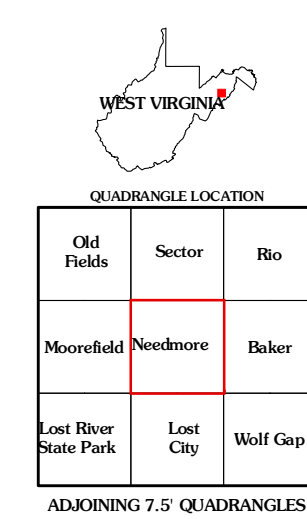 WEST VIRGINIA
QUADRANGLE LOCATION
Old
Fields
Sector
Rio
Moorefield
Needmore
Baker
Lost River
State Park
Lost
City
Wolf Gap
ADJOINING 7.5' QUADRANGLES